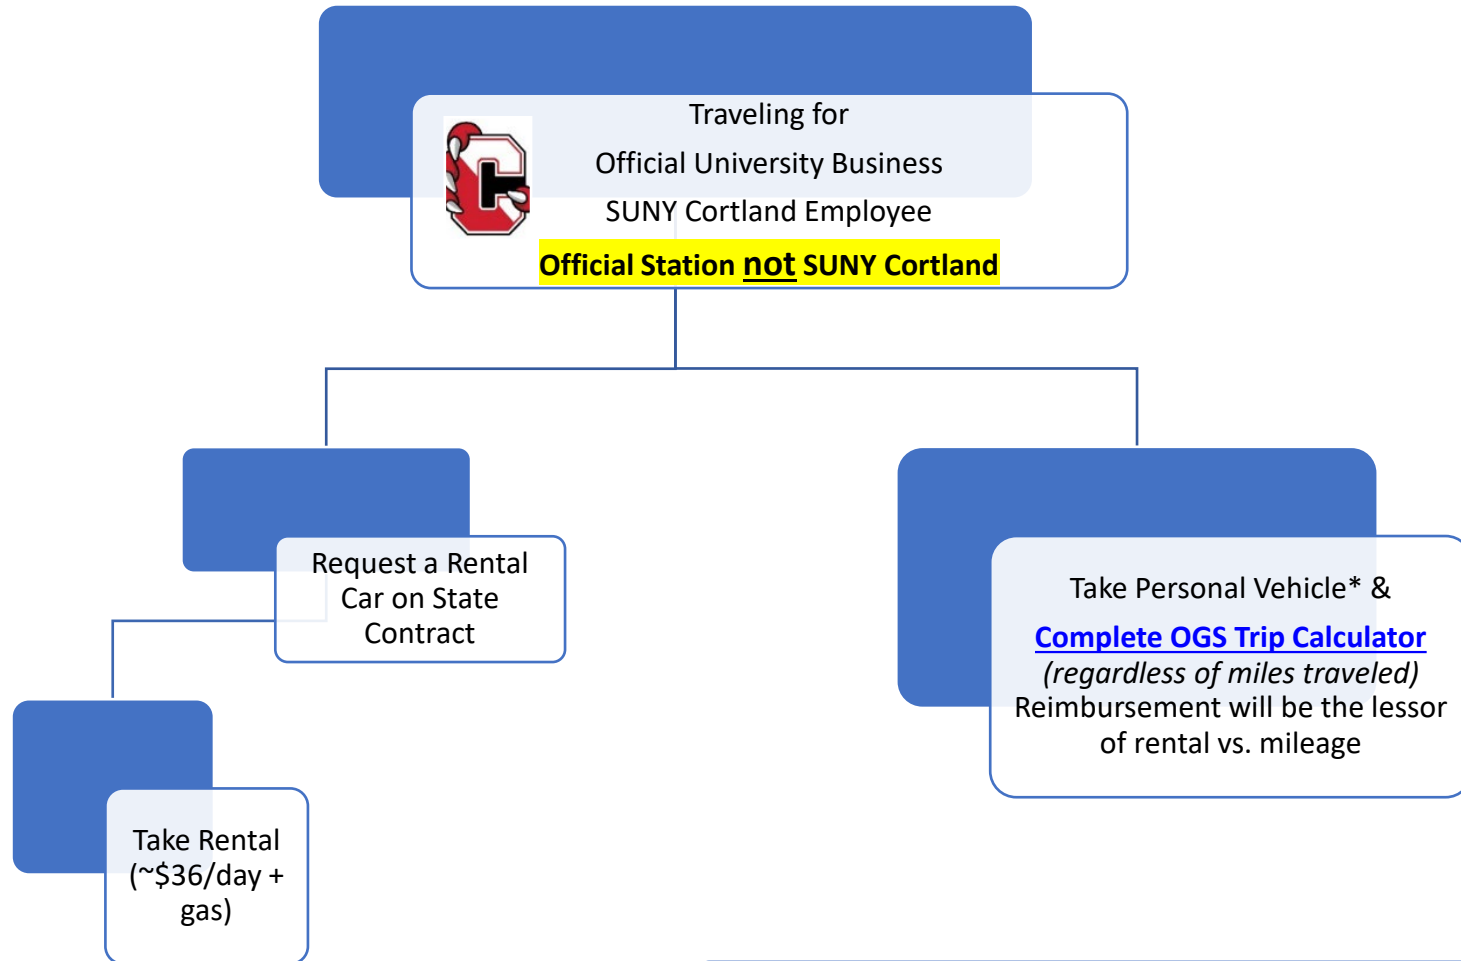 Traveling for
Official University Business
SUNY Cortland Employee
Official Station not SUNY Cortland
Request a Rental
Car on State
Contract
Take Personal Vehicle* &
Complete OGS Trip Calculator
(regardless of miles traveled)
Reimbursement will be the lessor
of rental vs. mileage
Take Rental
(~$36/day +
gas)